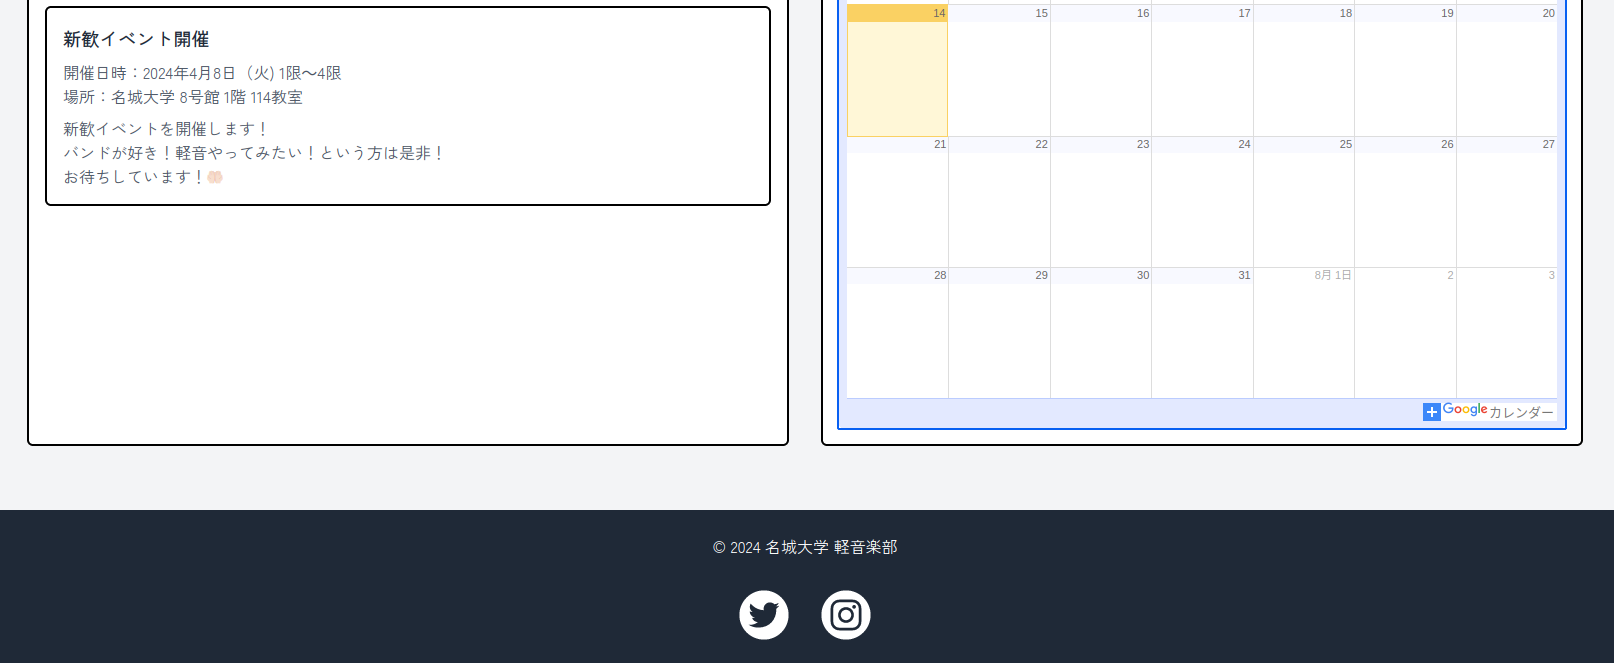 新歓イベント開催
開催日時：2024年4月8日（火) 1限〜4限
場所：名城大学 8号館 1階 114教室
新歓イベントを開催します！
バンドが好き！軽音やってみたい！という方は是非！
お待ちしています！🫶🏻
14 15 16 17 18 19 20
21 22 23 24 25 26 27
28 29 30 31 8月 1日 2 3
Google カレンダー
© 2024 名城大学 軽音楽部